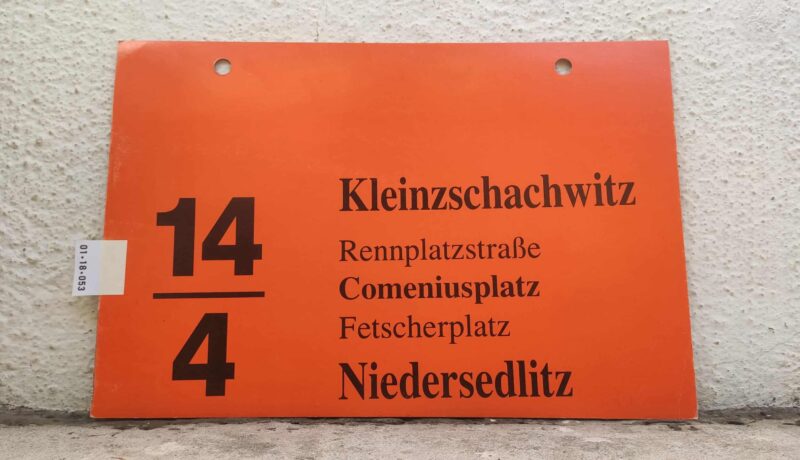 01-18-053
14
4
Kleinzschachwitz
Rennplatzstraße
Comeniusplatz
Fetscherplatz
Niedersedlitz